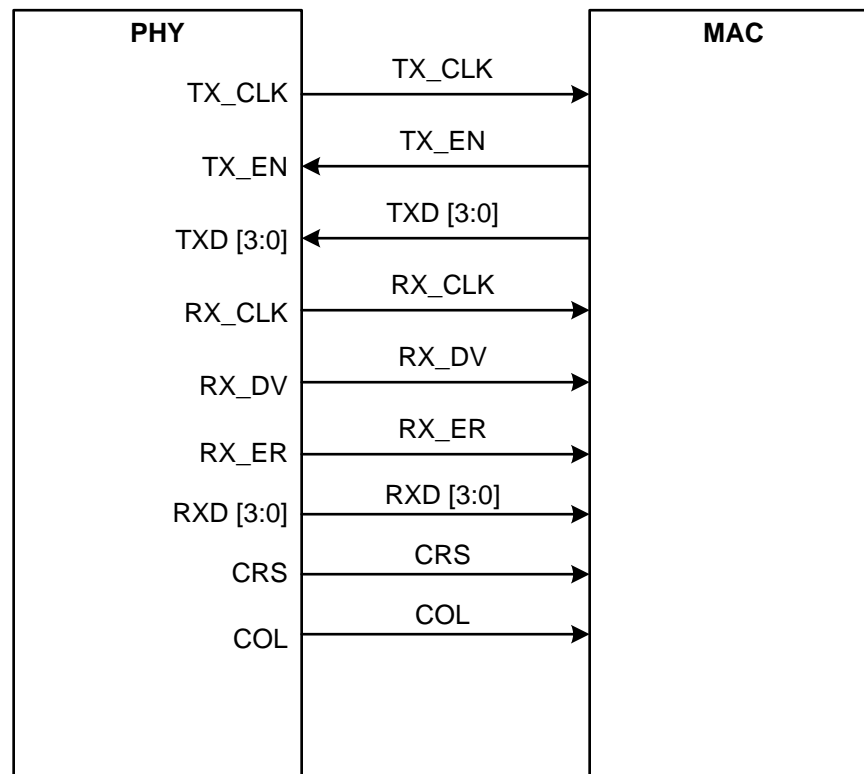 PHY
MAC
TX_CLK
TX_CLK
TX_EN
TX_EN
TXD [3:0]
TXD [3:0]
RX_CLK
RX_CLK
RX_DV
RX_DV
RX_ER
RX_ER
RXD [3:0]
RXD [3:0]
CRS
CRS
COL
COL